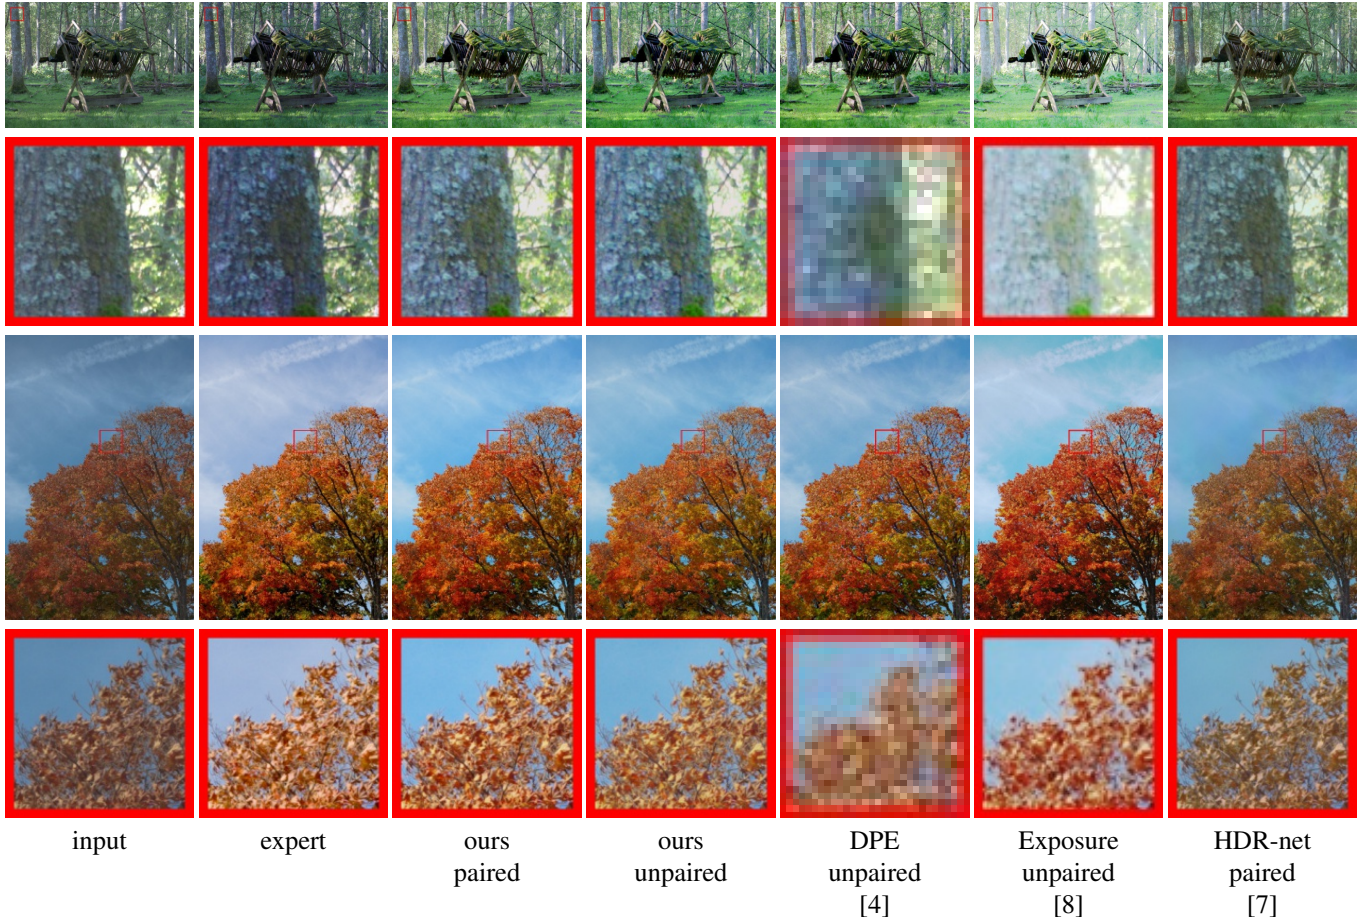 input
expert
ours
paired
ours
unpaired
DPE
unpaired
[4]
Exposure
unpaired
[8]
HDR-net
paired
[7]